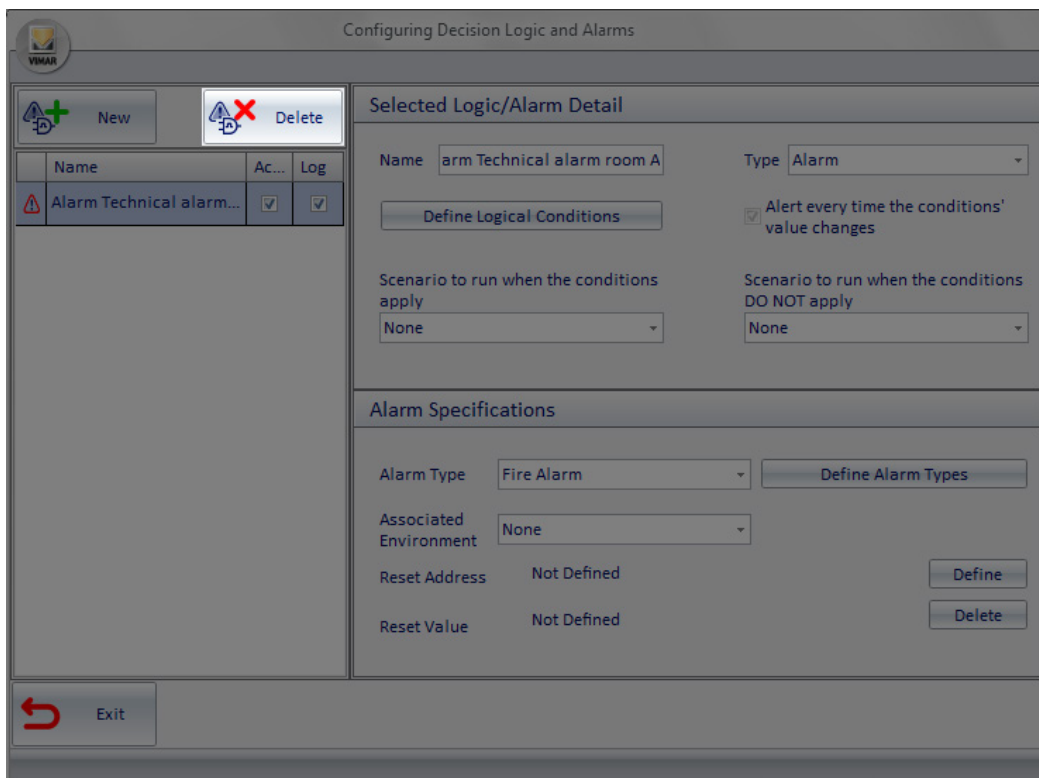 Configuring Decision Logic and Alarms
VIMAR
New
Delete
Name Ac... Log
Alarm Technical alarm...
Selected Logic/Alarm Detail
Name arm Technical alarm room A Type Alarm
Define Logical Conditions
Alert every time the conditions'
value changes
Scenario to run when the conditions
apply
None
Scenario to run when the conditions
DO NOT apply
None
Alarm Specifications
Alarm Type Fire Alarm Define Alarm Types
Associated
Environment
None
Reset Address Not Defined Define
Reset Value Not Defined Delete
Exit